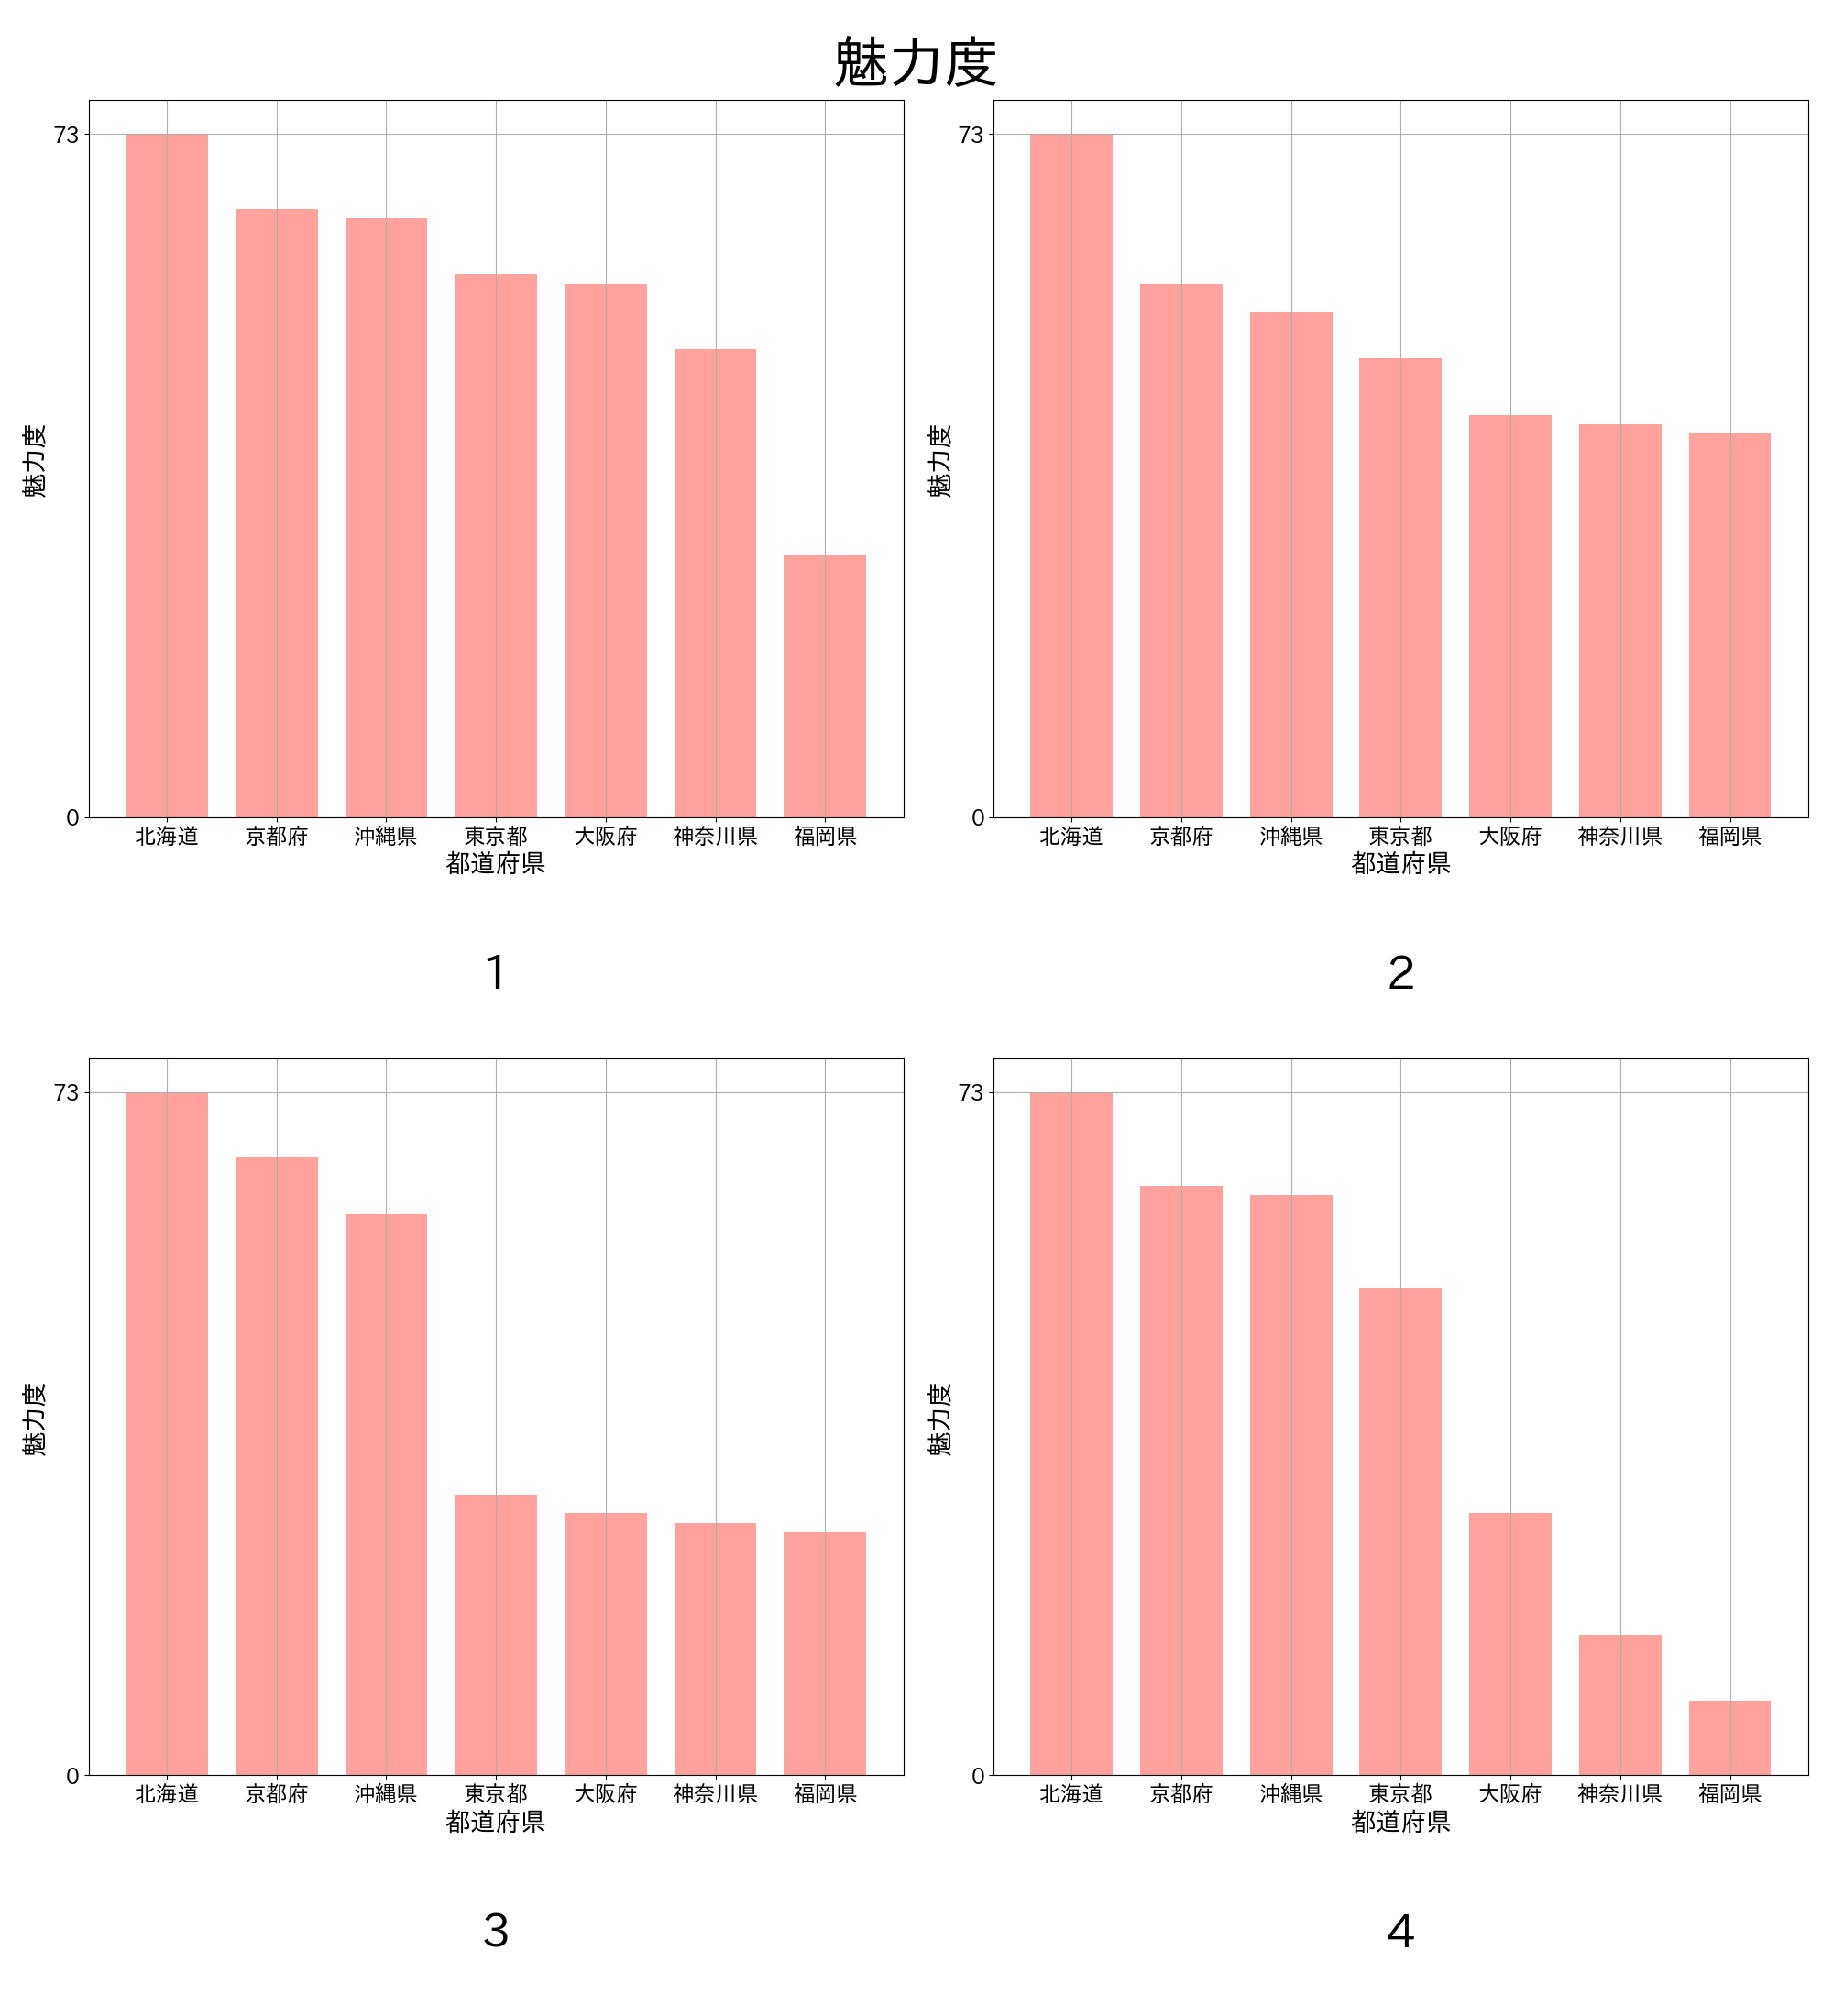 魅力度
73
0
魅力度
北海道 京都府 沖縄県 東京都 大阪府 神奈川県 福岡県
都道府県
1
73
0
魅力度
北海道 京都府 沖縄県 東京都 大阪府 神奈川県 福岡県
都道府県
2
73
0
魅力度
北海道 京都府 沖縄県 東京都 大阪府 神奈川県 福岡県
都道府県
3
73
0
魅力度
北海道 京都府 沖縄県 東京都 大阪府 神奈川県 福岡県
都道府県
4